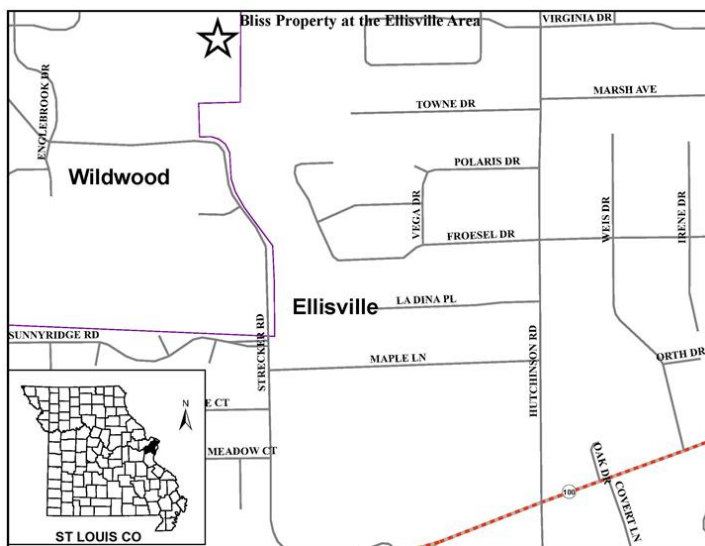 Bliss Property at the Ellisville Area
VIRGINIA DR
ENGLEBROOK DR
MARSH AVE
TOWNE DR
POLARIS DR
Wildwood
VEGA DR
WEIS DR
IRENE DR
FROESEL DR
Ellisville
LA DINA PL
SUNNYRIDGE RD
STRECKER RD
HUTCHINSON RD
MAPLE LN
ORTH DR
E CT
N
MEADOW CT
OAK DR
COVERT LN
100
ST LOUIS CO